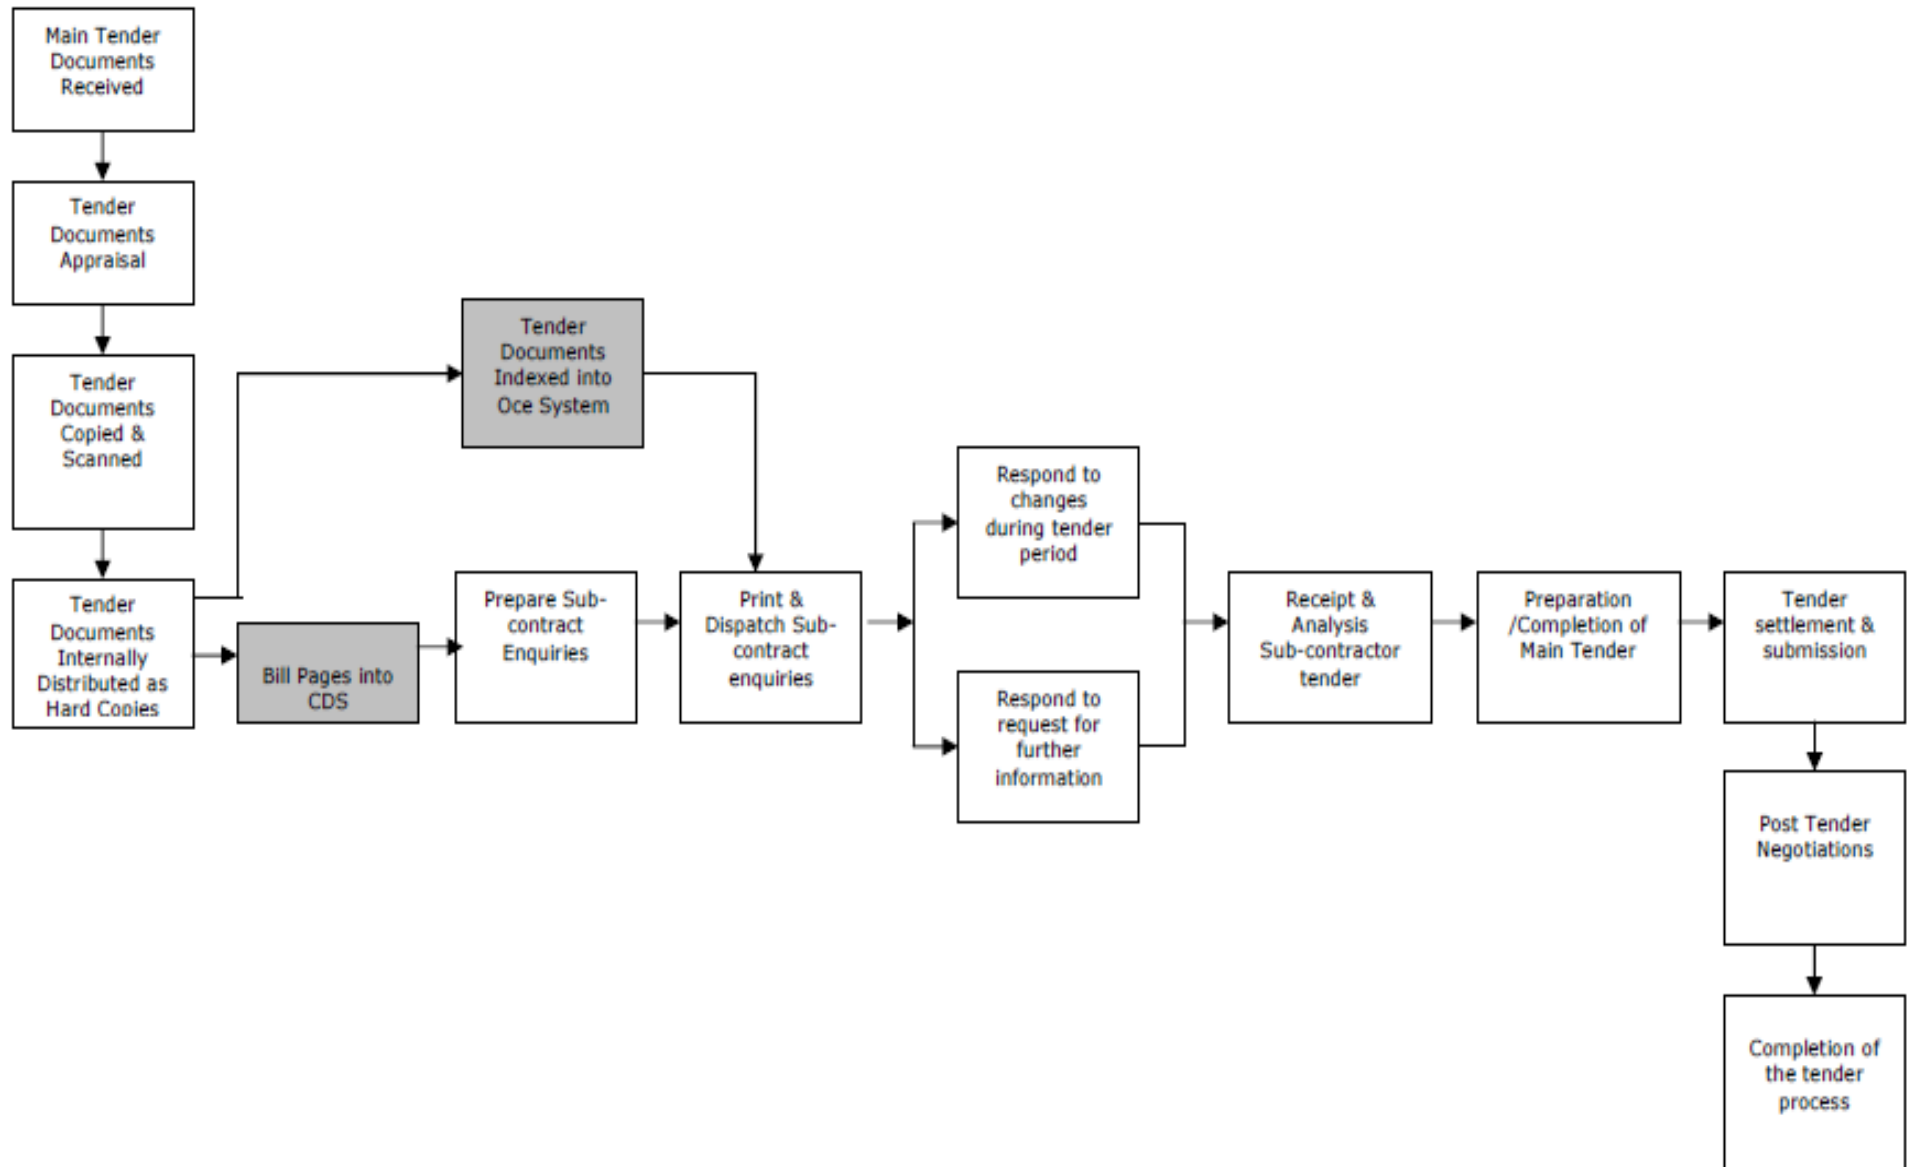 Main Tender
Documents
Received
Tender
Documents
Appraisal
Tender
Documents
Copied &
Scanned
Tender
Documents
Internally
Distributed as
Hard Copies
Tender
Documents
Indexed into
Oce System
Bill Pages into
CDS
Prepare Sub-
contract
Enquiries
Print &
Dispatch Sub-
contract
enquiries
Respond to
changes
during tender
period
Respond to
request for
further
information
Receipt &
Analysis
Sub-contractor
tender
Preparation
/Completion of
Main Tender
Tender
settlement &
submission
Post Tender
Negotiations
Completion of
the tender
process